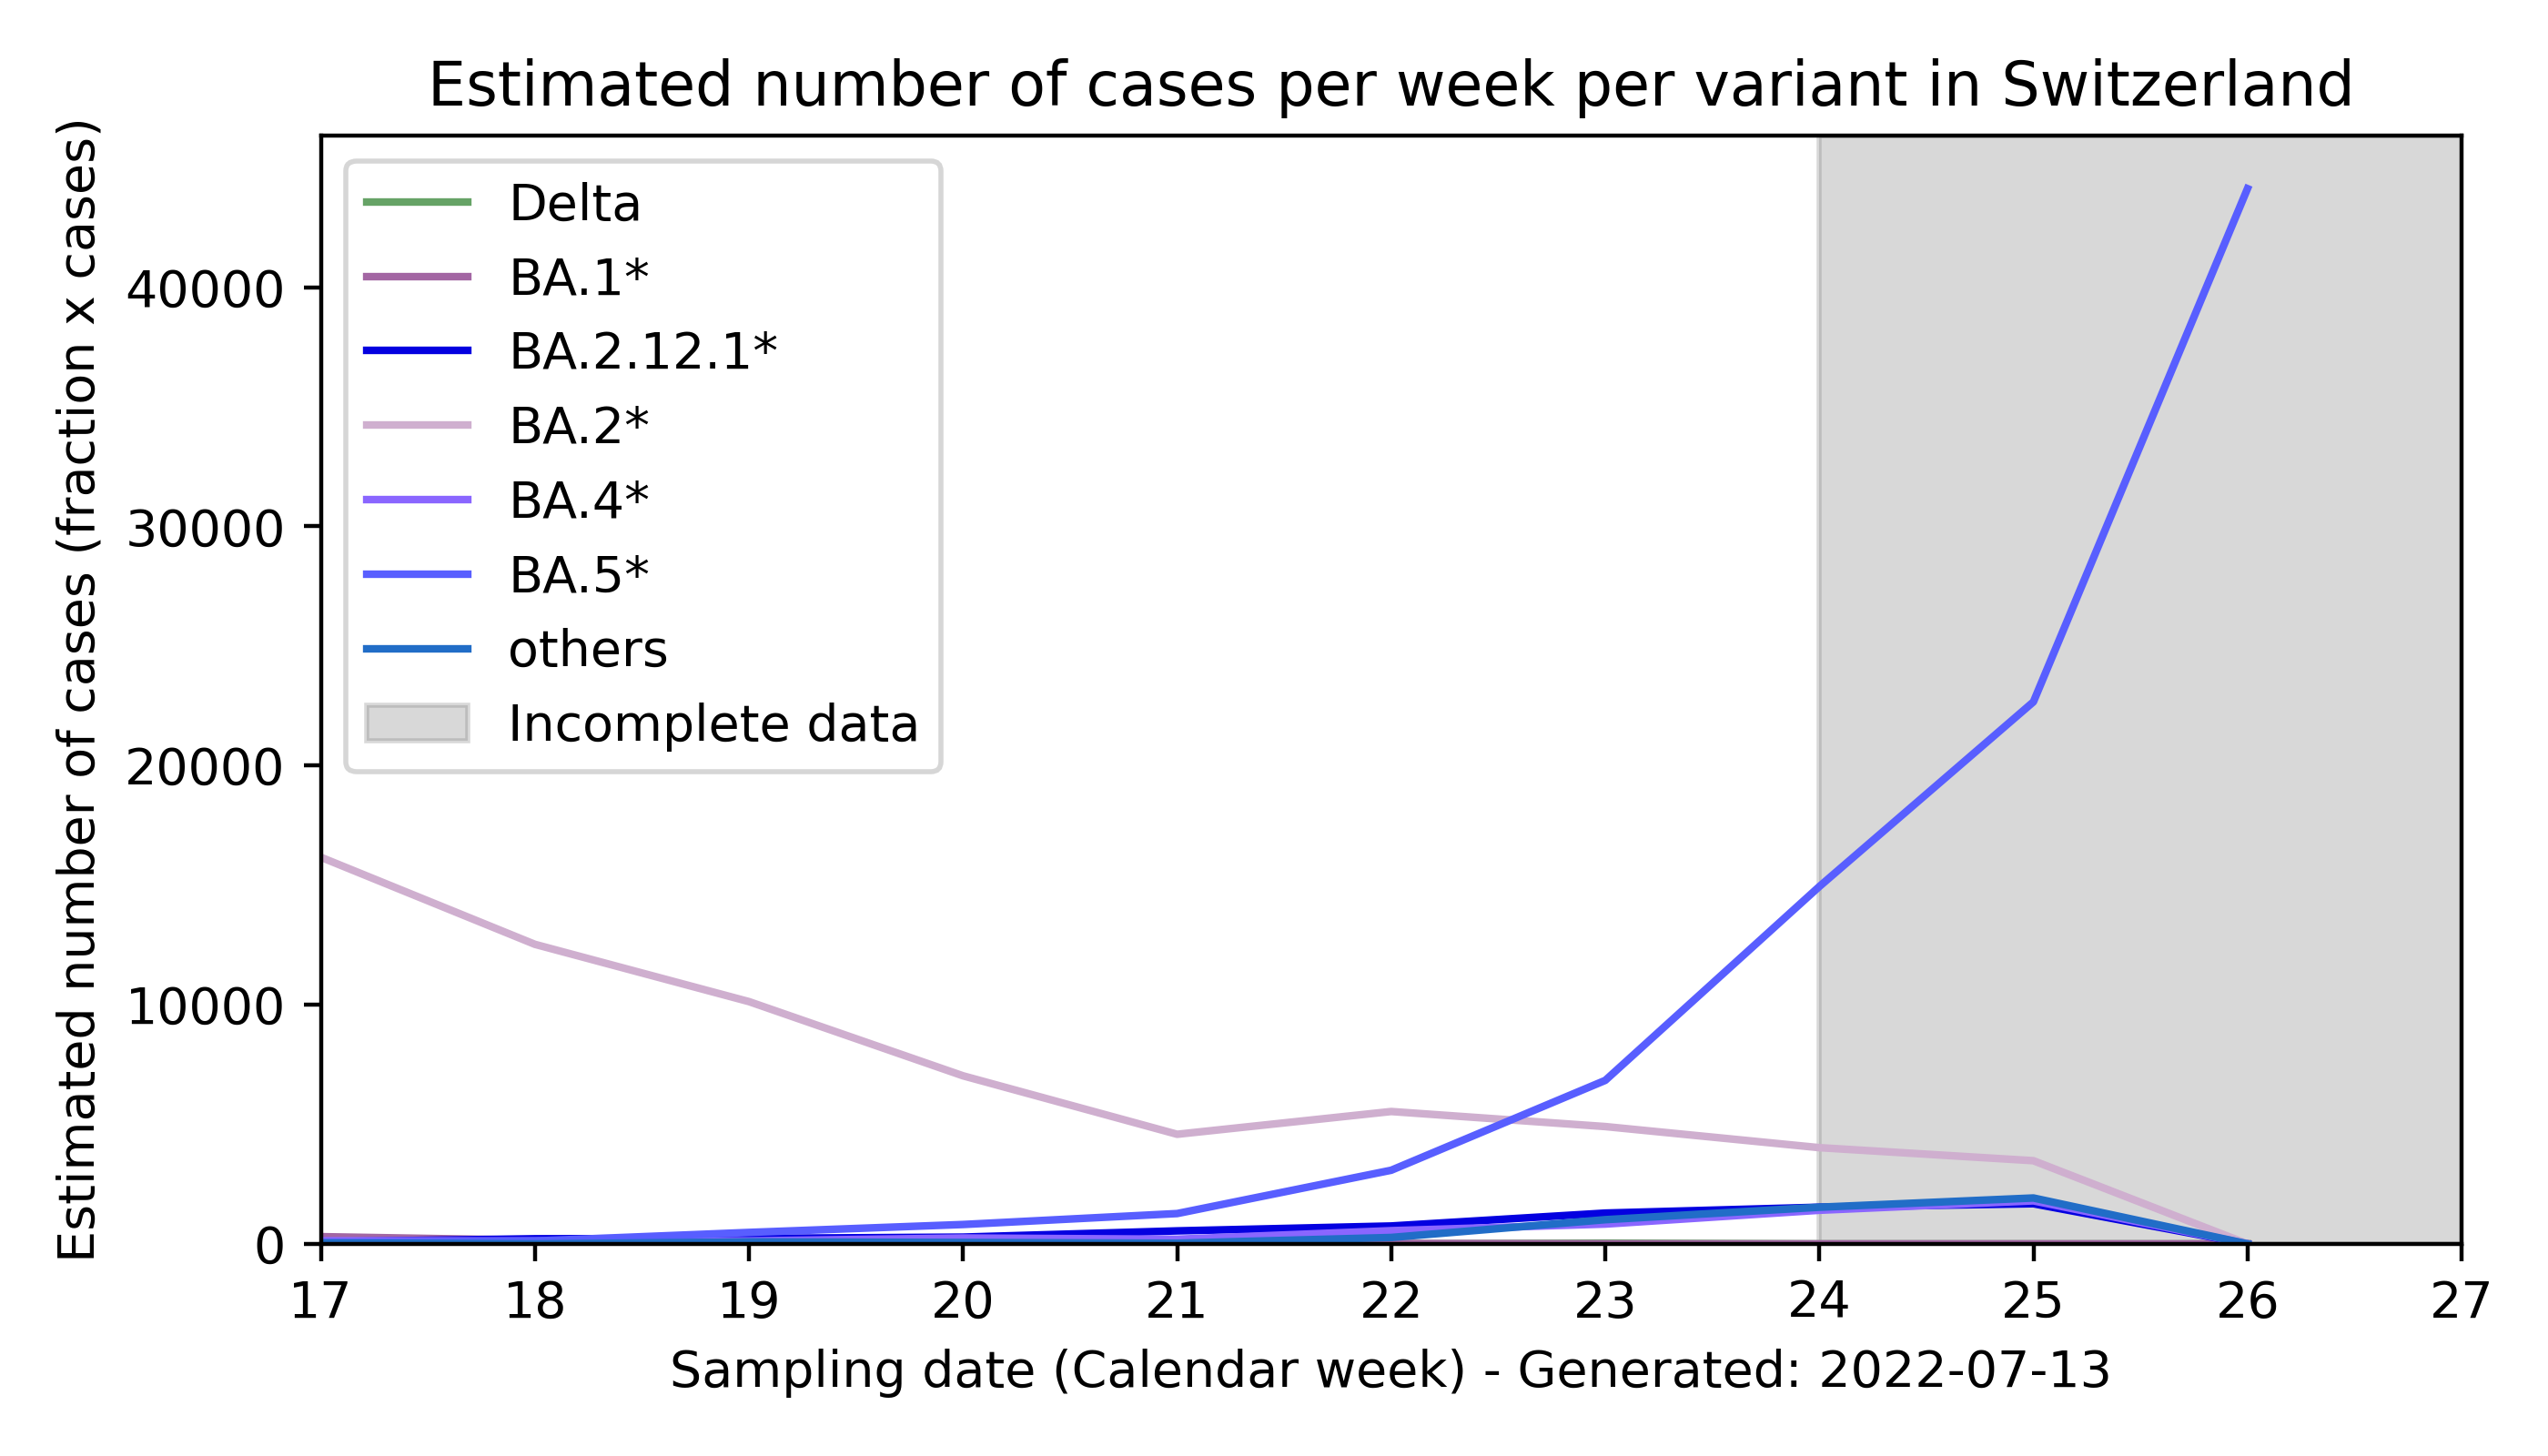 Estimated number of cases per week per variant in Switzerland
Estimated number of cases (fraction x cases)
40000
30000
20000
10000
0
Delta
BA.1*
BA.2.12.1*
BA.2*
BA.4*
BA.5*
others
Incomplete data
17 18 19 20 21 22 23 24 25 26 27
Sampling date (Calendar week) - Generated: 2022-07-13